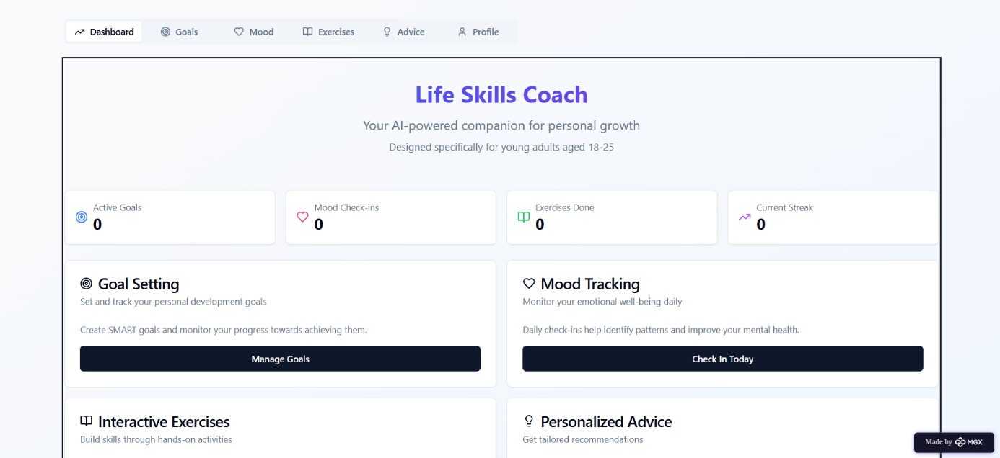 Dashboard Goals Mood Exercises Advice Profile
Life Skills Coach
Your AI-powered companion for personal growth
Designed specifically for young adults aged 18-25
Active Goals
0
Mood Check-ins
0
Exercises Done
0
Current Streak
0
Goal Setting
Set and track your personal development goals
Create SMART goals and monitor your progress towards achieving them.
Manage Goals
Mood Tracking
Monitor your emotional well-being daily
Daily check-ins help identify patterns and improve your mental health.
Check In Today
Interactive Exercises
Build skills through hands-on activities
Personalized Advice
Get tailored recommendations
Made by MGX